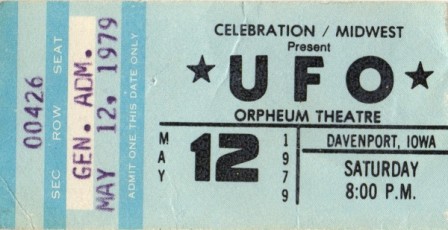 00426
SEC ROW SEAT
GEN. ADM.
MAY 12, 1979
ADMIT ONE THIS DATE ONLY
CELEBRATION / MIDWEST
Present
★ UFO ★
ORPHEUM THEATRE
MAY
12
1979
DAVENPORT, IOWA
SATURDAY
8:00 P.M.